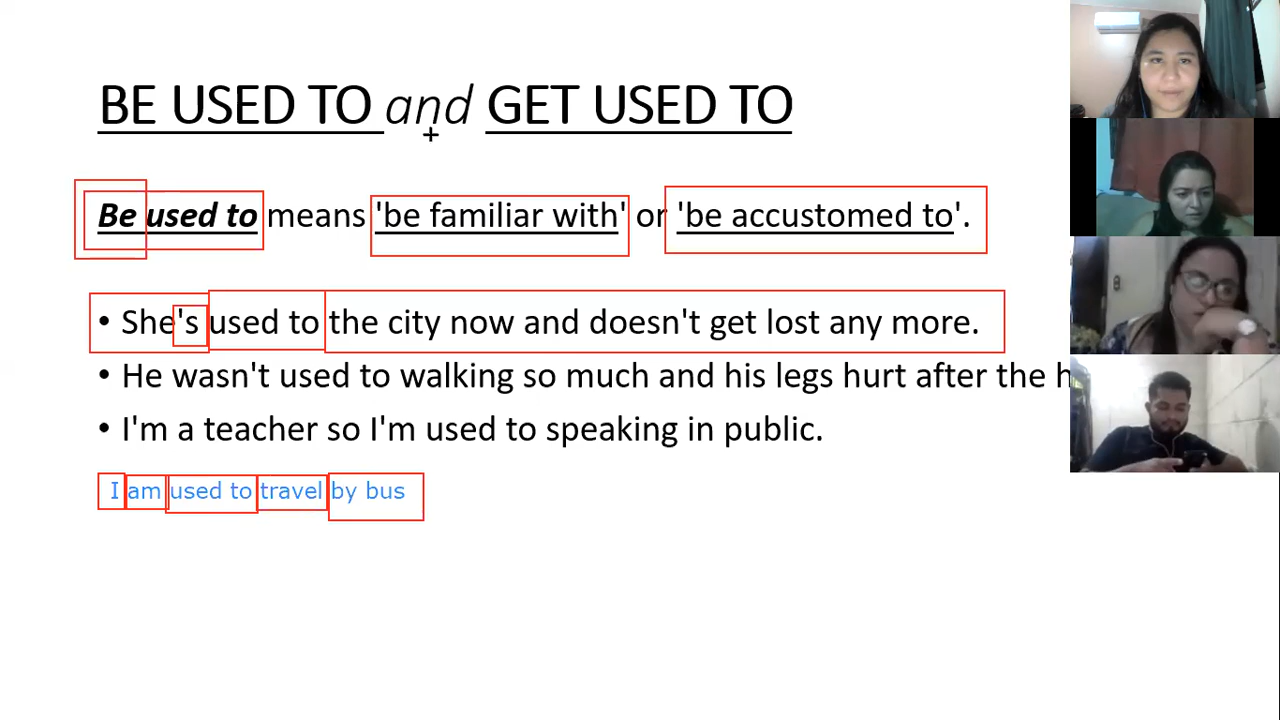 BE USED TO and GET USED TO
Be used to means 'be familiar with' or 'be accustomed to'.
• She's used to the city now and doesn't get lost any more.
• He wasn't used to walking so much and his legs hurt after the h
• I'm a teacher so I'm used to speaking in public.
I am used to travel by bus